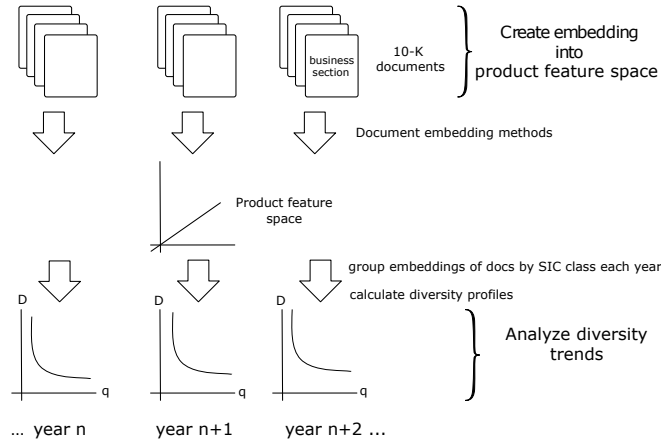 business
section
10-K
documents
Create embedding
into
product feature space
Document embedding methods
Product feature
space
group embeddings of docs by SIC class each year
calculate diversity profiles
D
D
D
Analyze diversity
trends
q
q
q
... year n
year n+1
year n+2 ...